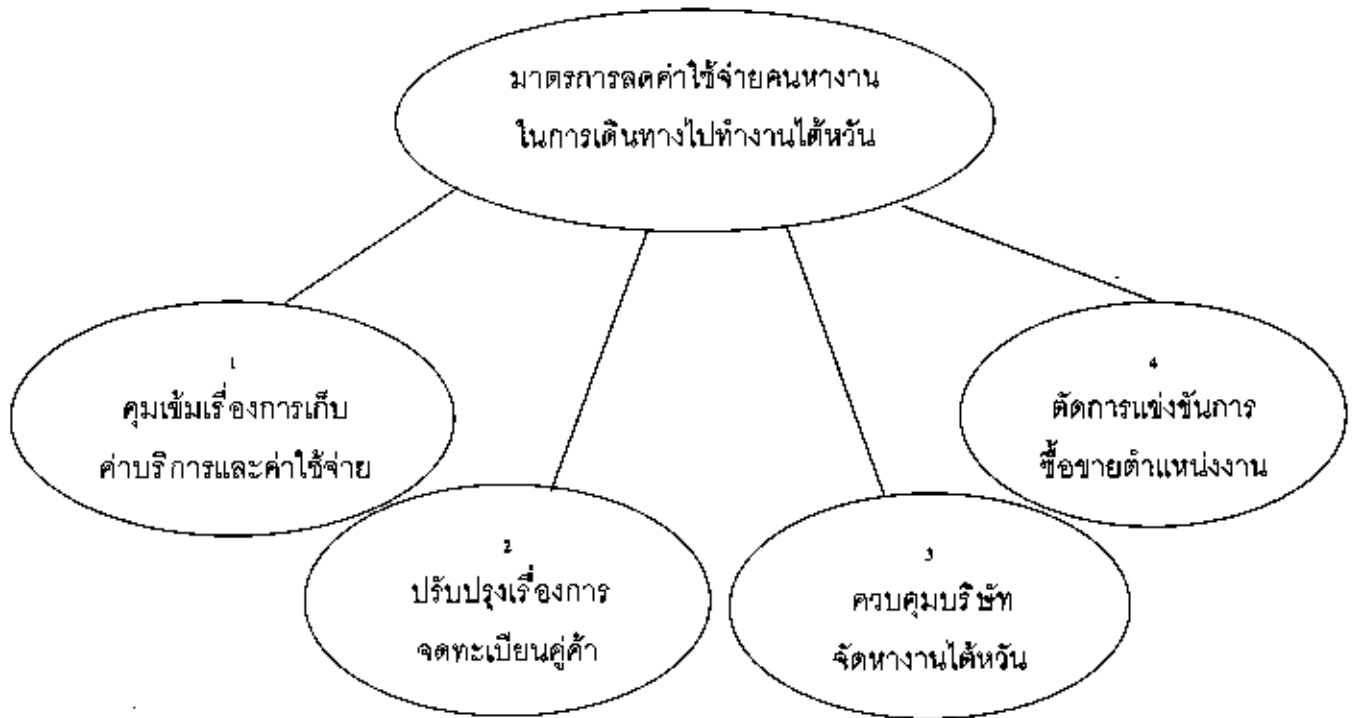 มาตรการลดค่าใช้จ่ายคนหางาน
ในการเดินทางไปทำงานไต้หวัน
1
คุมเข้มเรื่องการเก็บ
ค่าบริการและค่าใช้จ่าย
2
ปรับปรุงเรื่องการ
จดทะเบียนคู่ค้า
3
ควบคุมบริษัท
จัดหางานไต้หวัน
4
ตัดการแข่งขันการ
ซื้อขายตำแหน่งงาน